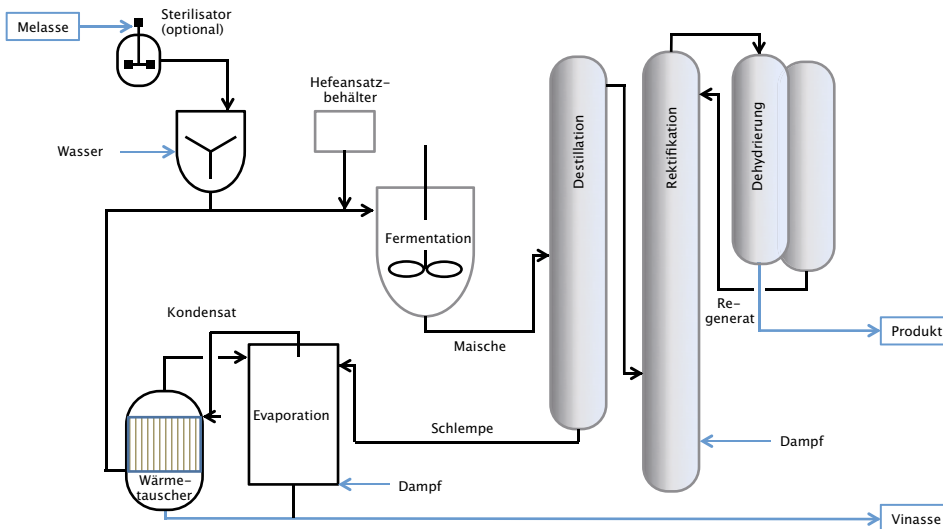 Melasse
Sterilisator
(optional)
Hefeansatz-
behälter
Wasser
Fermentation
Destillation
Rektifikation
Dehydrierung
Re-
generat
Produkt
Kondensat
Maische
Evaporation
Schlempe
Dampf
Wärme-
tauscher
Dampf
Vinasse